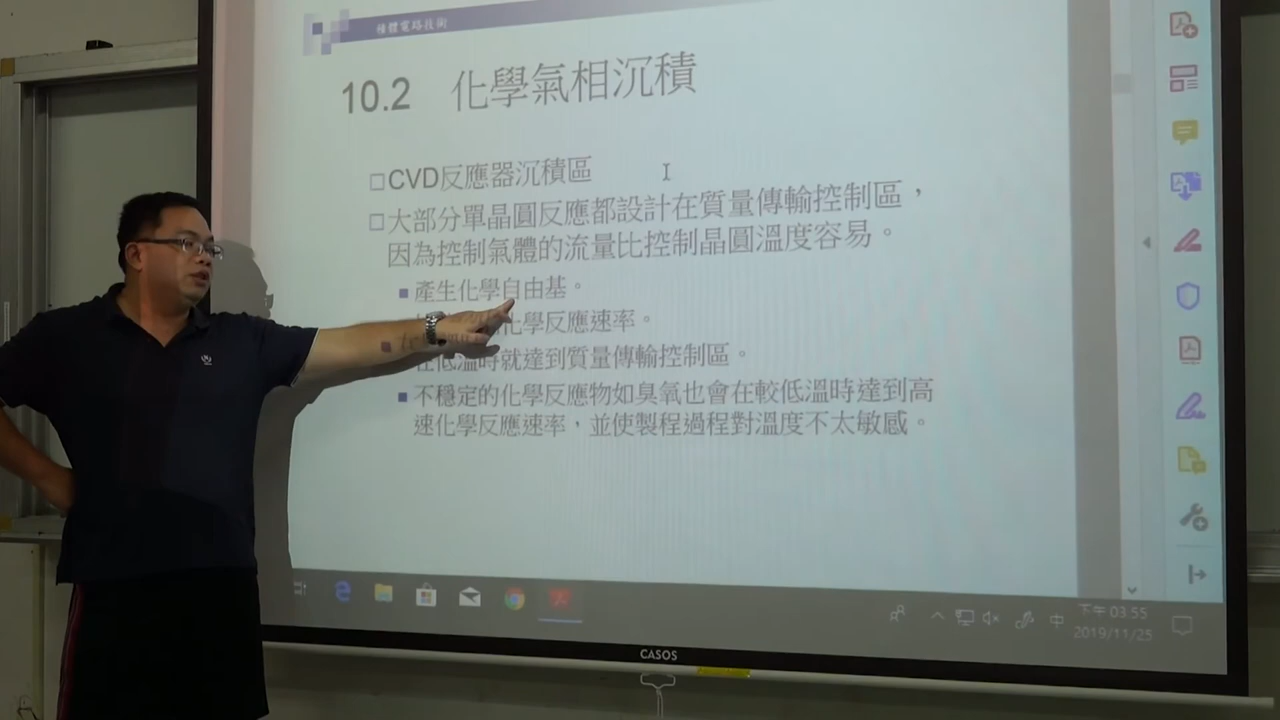 積體電路技術
10.2 化學氣相沉積
CVD反應器沉積區
大部分單晶圓反應都設計在質量傳輸控制區，
因為控制氣體的流量比控制晶圓溫度容易。
產生化學自由基。
化學反應速率。
在低溫時就達到質量傳輸控制區。
不穩定的化學反應物如臭氧也會在較低溫時達到高
速化學反應速率，並使製程過程對溫度不太敏感。
中
下午 03:55
2019/11/25
CASOS